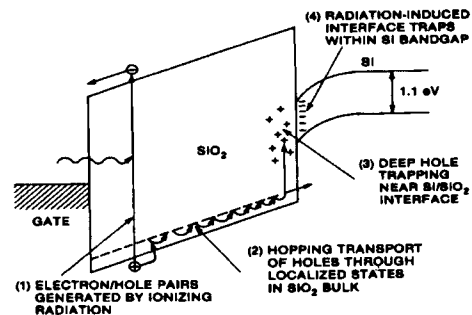 (4) RADIATION-INDUCED
INTERFACE TRAPS
WITHIN SI BANDGAP
Si
1.1 eV
SiO₂
(3) DEEP HOLE
TRAPPING
NEAR Si/SiO₂
INTERFACE
GATE
(1) ELECTRON/HOLE PAIRS
GENERATED BY IONIZING
RADIATION
(2) HOPPING TRANSPORT
OF HOLES THROUGH
LOCALIZED STATES
IN SiO₂ BULK